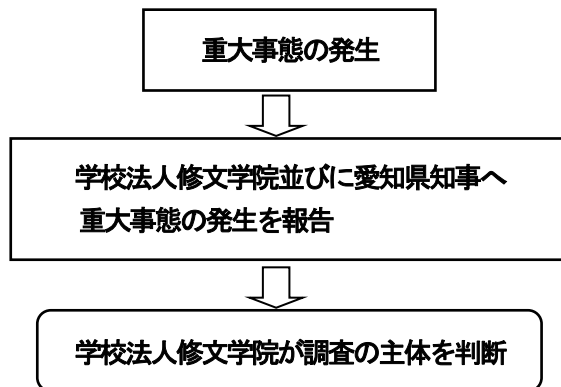 重大事態の発生
学校法人修文学院並びに愛知県知事へ
重大事態の発生を報告
学校法人修文学院が調査の主体を判断